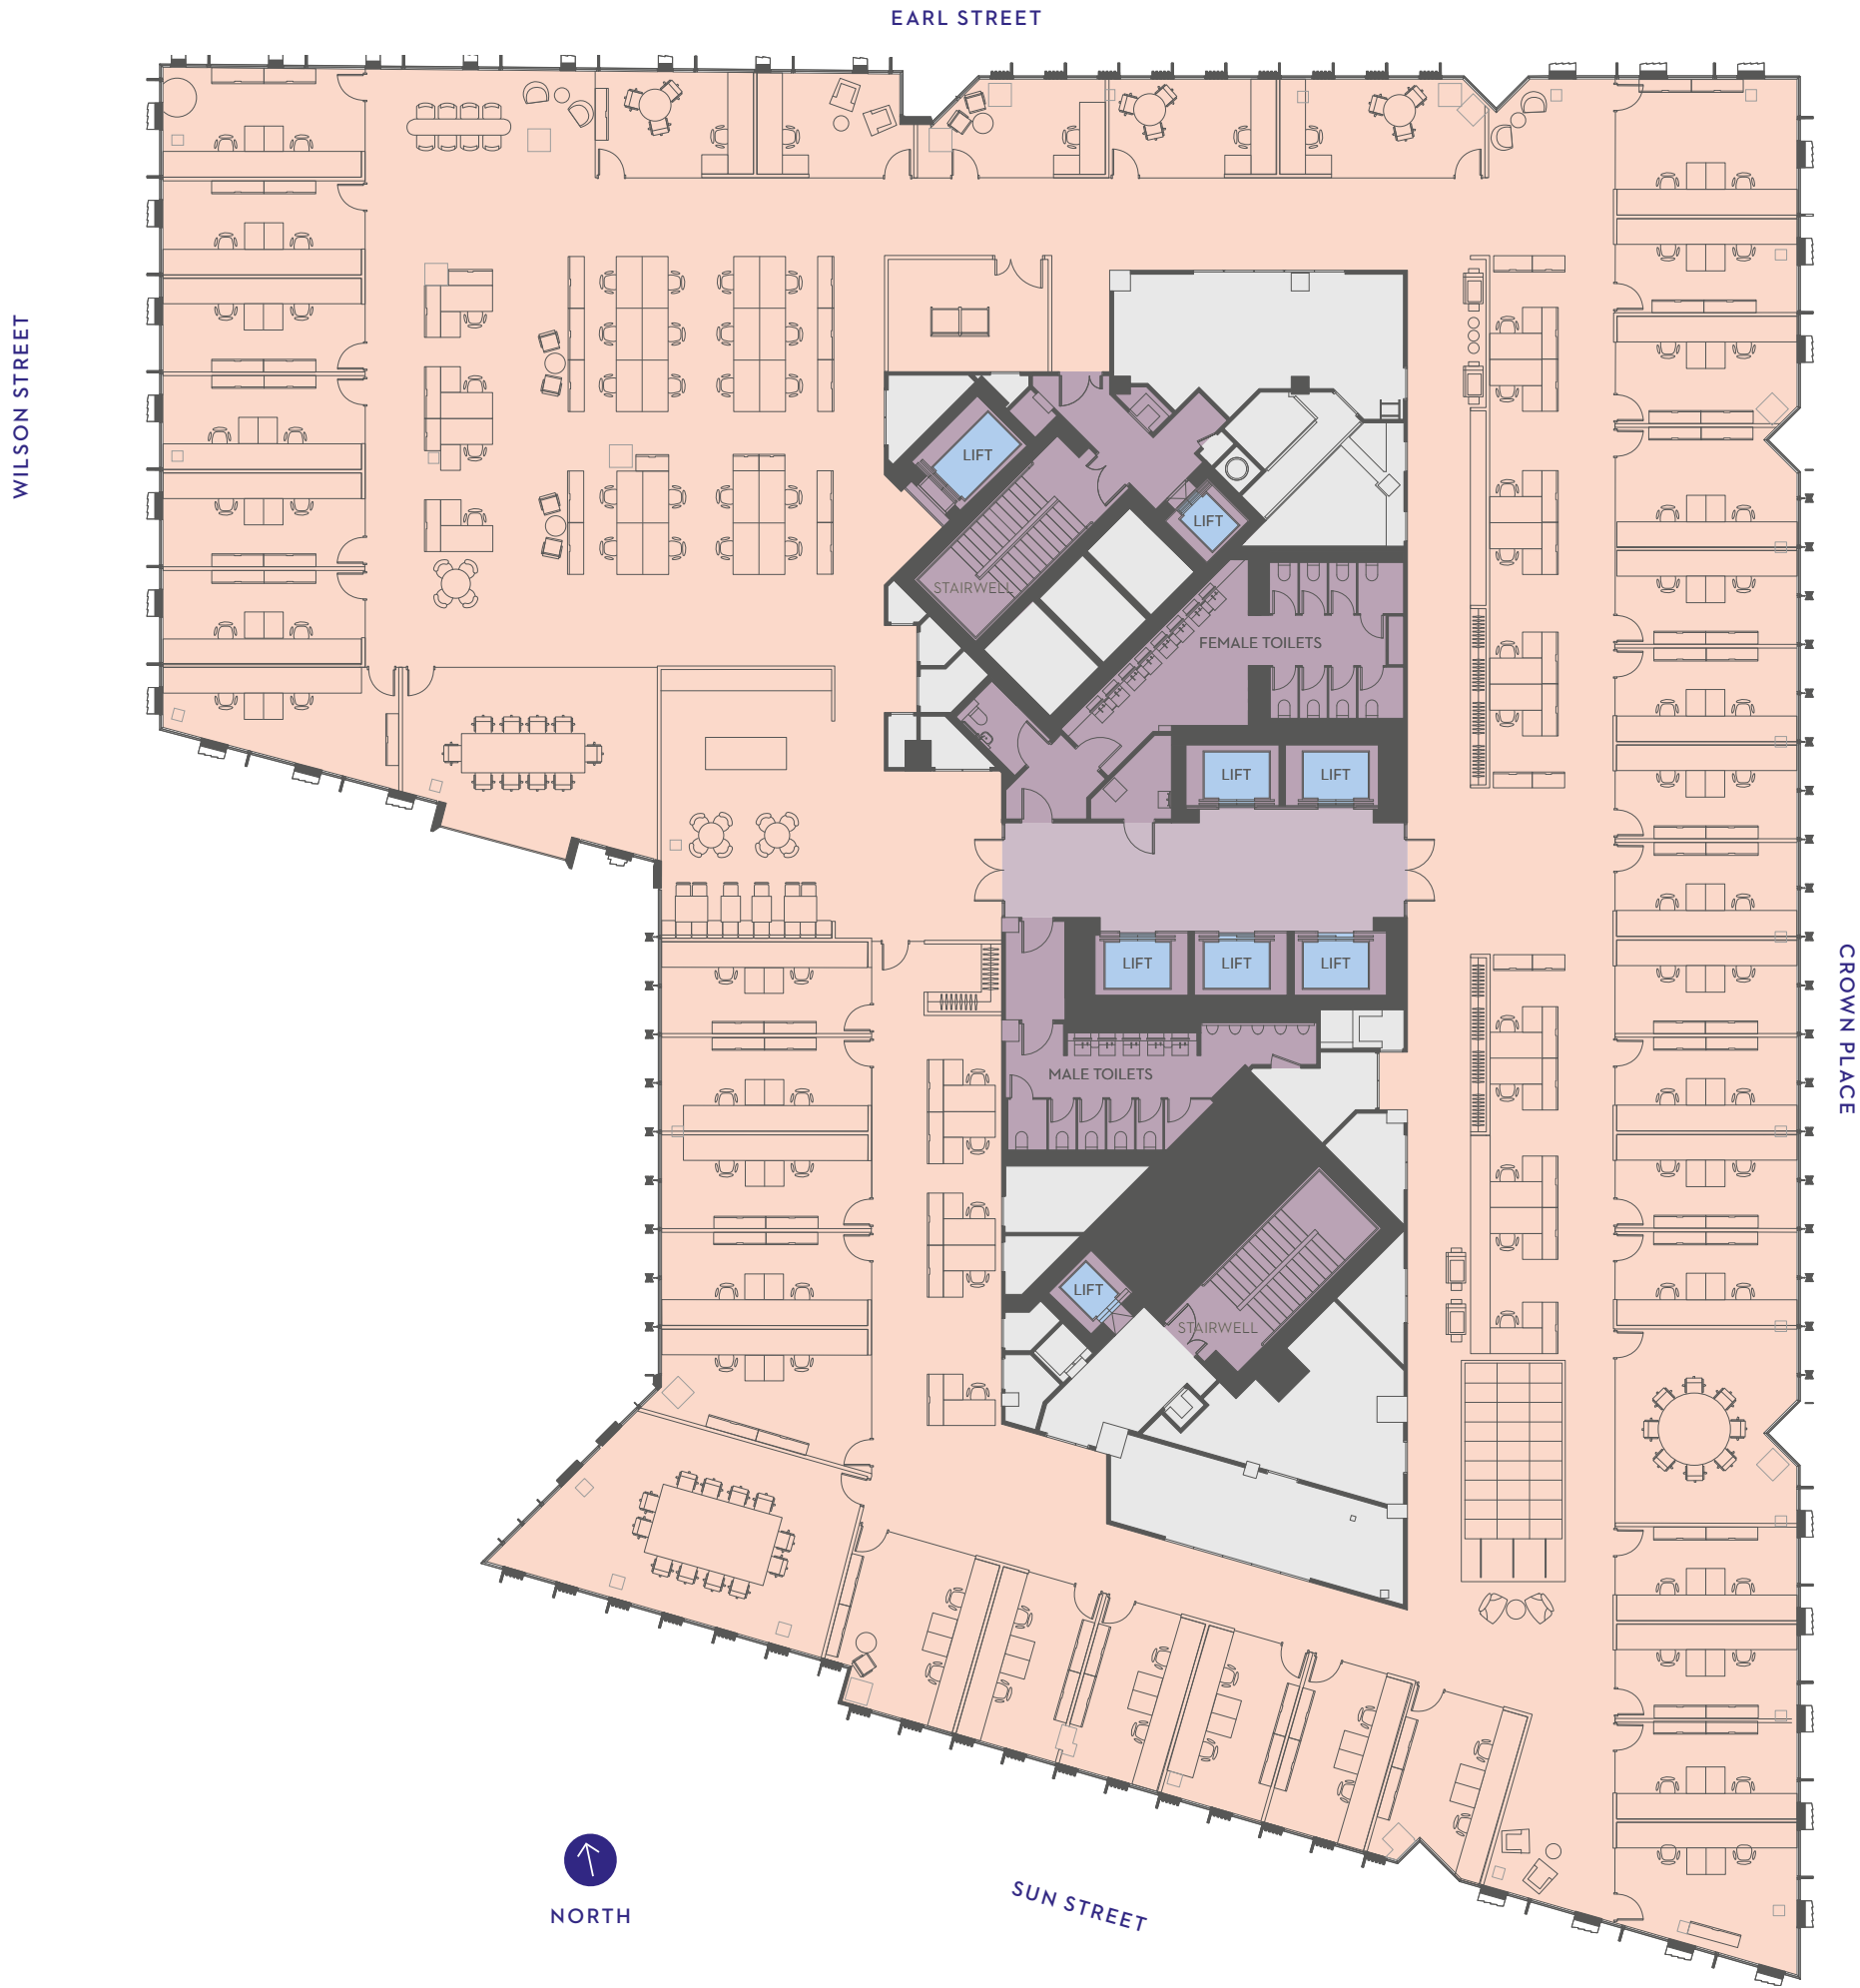 EARL STREET
WILSON STREET
LIFT
LIFT
STAIRWELL
FEMALE TOILETS
LIFT
LIFT
LIFT
LIFT
LIFT
CROWN PLACE
MALE TOILETS
LIFT
STAIRWELL
NORTH
SUN STREET